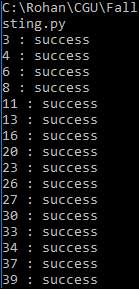 C:\Rohan\CGU\Fall
sting.py
3 : success
4 : success
6 : success
8 : success
11 : success
13 : success
16 : success
20 : success
23 : success
26 : success
27 : success
30 : success
33 : success
34 : success
37 : success
39 : success